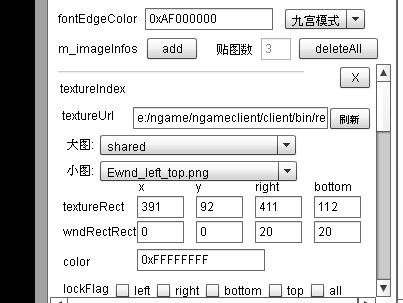 fontEdgeColor 0xAF000000 九宫模式
m_imageInfos add 贴图数 3 deleteAll
X
textureIndex
textureUrl e:/ngame/ngameclient/client/bin/re 刷新
大图: shared
小图: Ewnd_left_top.png
x y right bottom
textureRect 391 92 411 112
wndRectRect 0 0 20 20
color 0xFFFFFFFF
lockFlag left right bottom top all